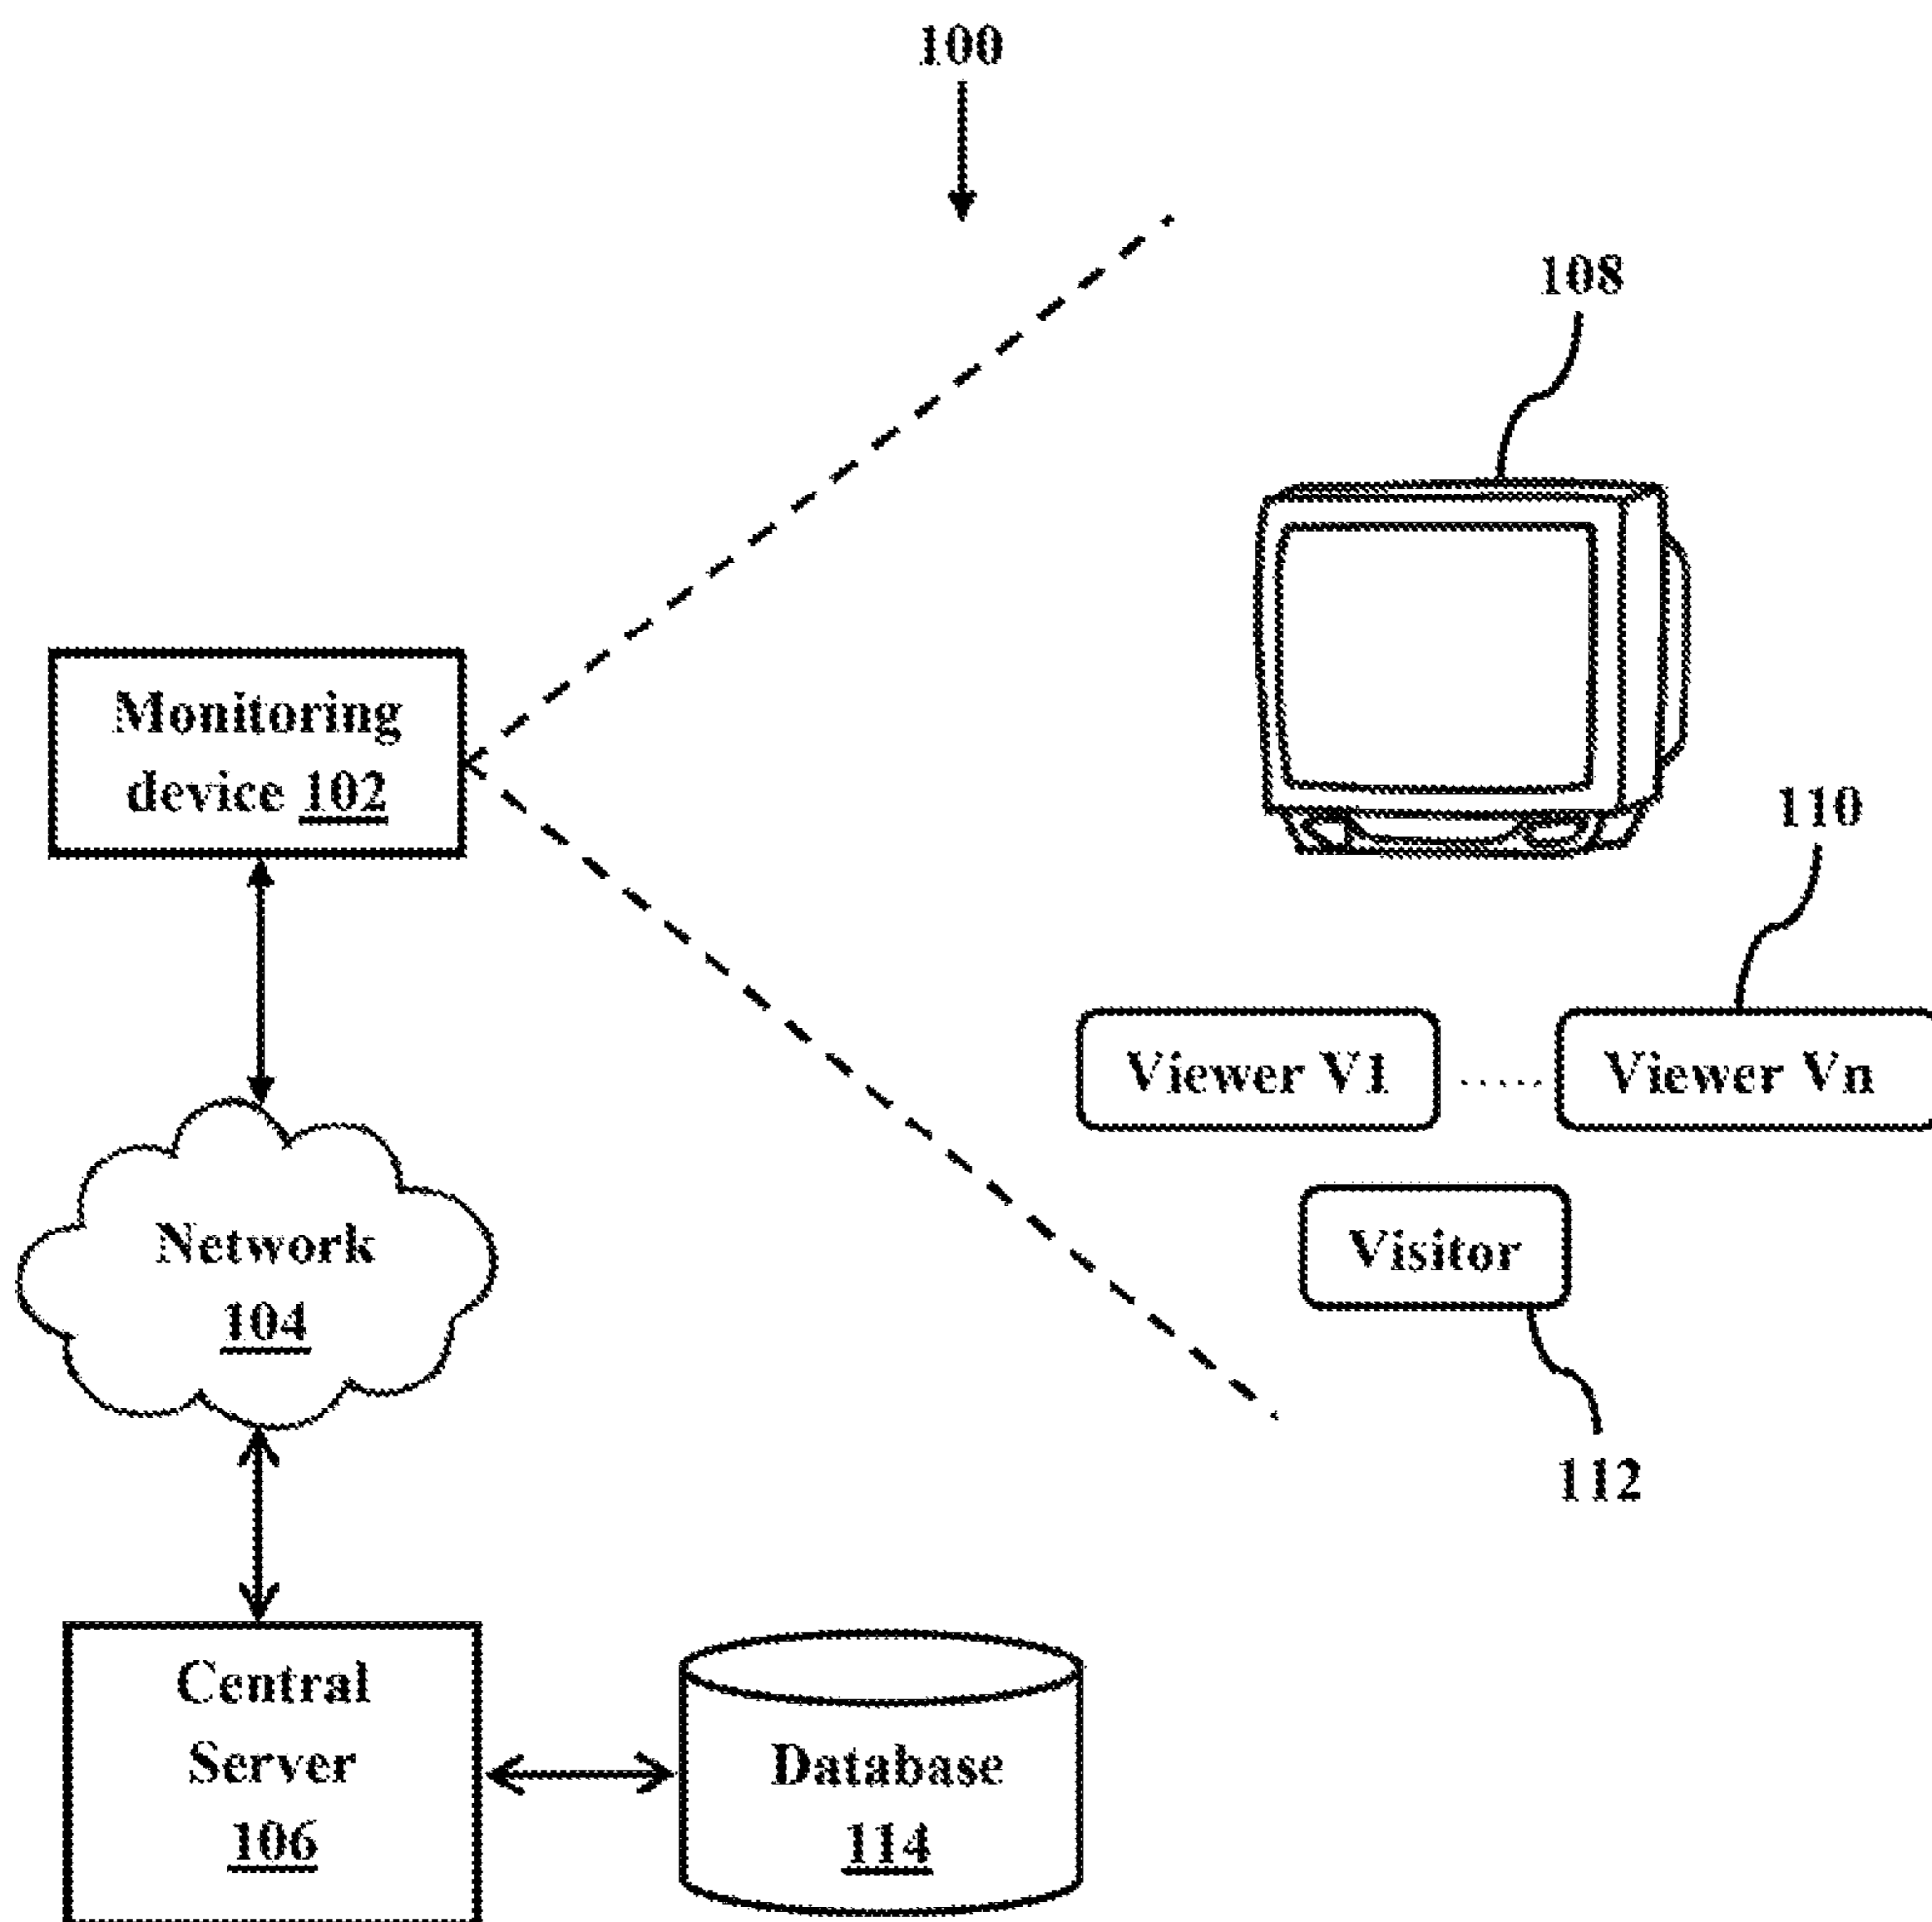 100
108
Monitoring
device 102
110
Viewer V1 ..... Viewer Vn
Network
104
Visitor
112
Central
Server
106
Database
114